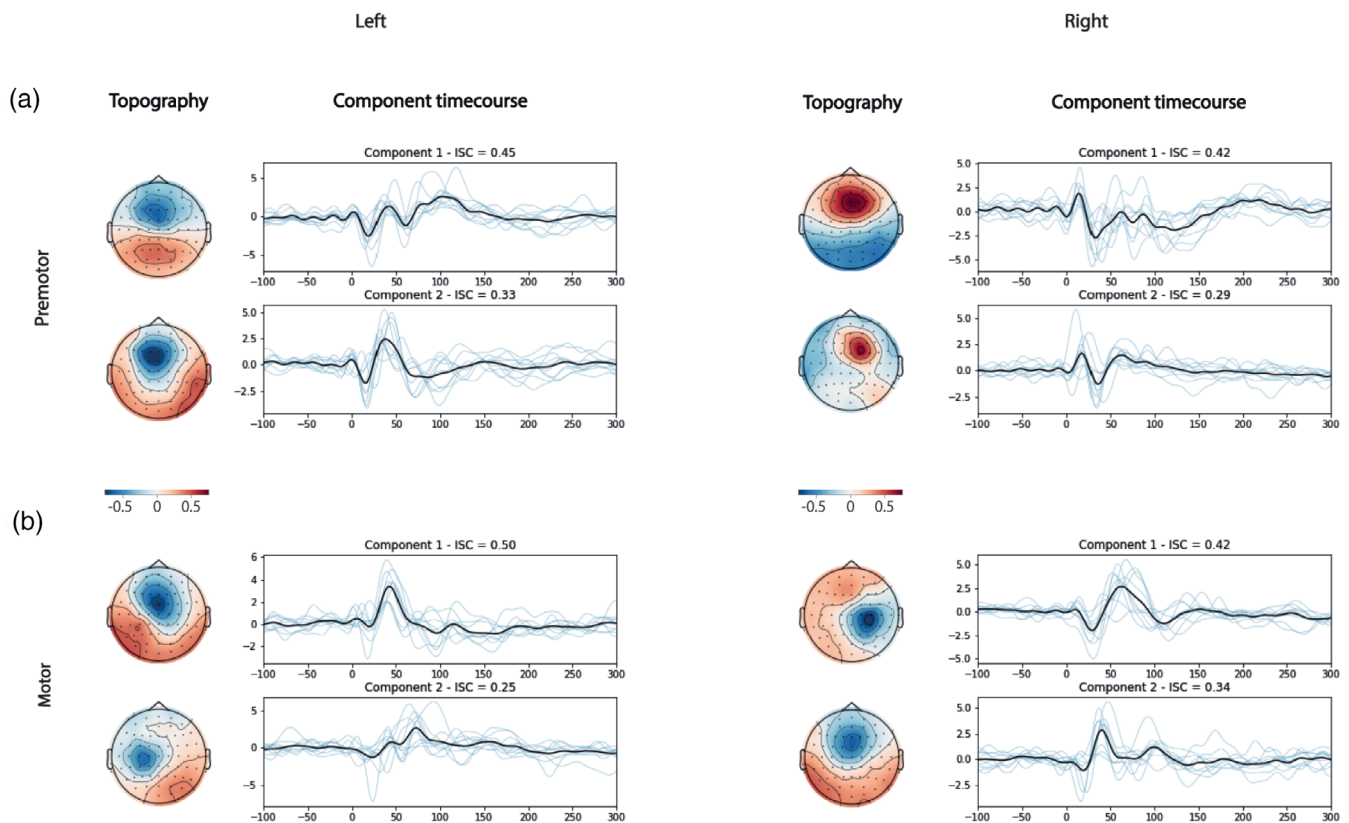 Left Right
(a) Topography Component timecourse Topography Component timecourse
Premotor
Component 1 - ISC = 0.45
5
0
−5
−100 −50 0 50 100 150 200 250 300
Component 2 - ISC = 0.33
5.0
2.5
0.0
−2.5
−100 −50 0 50 100 150 200 250 300
-0.5 0 0.5
Component 1 - ISC = 0.42
5.0
2.5
0.0
−2.5
−5.0
−100 −50 0 50 100 150 200 250 300
Component 2 - ISC = 0.29
5.0
2.5
0.0
−2.5
−100 −50 0 50 100 150 200 250 300
-0.5 0 0.5
(b)
Motor
Component 1 - ISC = 0.50
6
4
2
0
−2
−100 −50 0 50 100 150 200 250 300
Component 2 - ISC = 0.25
5
0
−5
−100 −50 0 50 100 150 200 250 300
Component 1 - ISC = 0.42
5.0
2.5
0.0
−2.5
−5.0
−100 −50 0 50 100 150 200 250 300
Component 2 - ISC = 0.34
5.0
2.5
0.0
−2.5
−100 −50 0 50 100 150 200 250 300